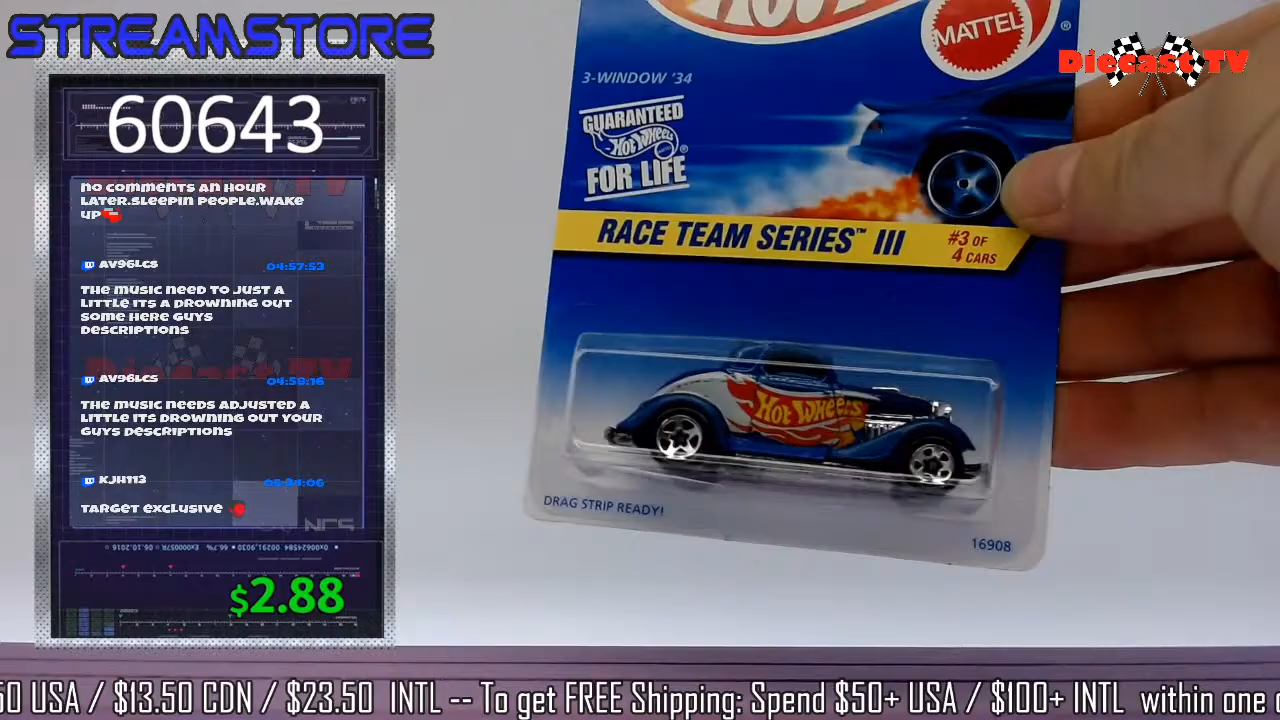 STREAMSTORE
60643
NO COMMENTS AN HOUR
LATER.SLEEPIN PEOPLE.WAKE
UP
AV96LCS 04:57:53
THE MUSIC NEED TO JUST A
LITTLE ITS A DROWNING OUT
SOME HERE GUYS
DESCRIPTIONS
AV96LCS 04:58:16
THE MUSIC NEEDS ADJUSTED A
LITTLE ITS DROWNING OUT YOUR
GUYS DESCRIPTIONS
KJH113
TARGET EXCLUSIVE
$2.88
HOT
MATTEL
®
Diecast TV
3-WINDOW '34
GUARANTEED
HOT WHEELS
FOR LIFE
RACE TEAM SERIES™ III
#3 OF
4 CARS
HOT WHEELS
DRAG STRIP READY!
16908
50 USA / $13.50 CDN / $23.50 INTL -- To get FREE Shipping: Spend $50+ USA / $100+ INTL within one